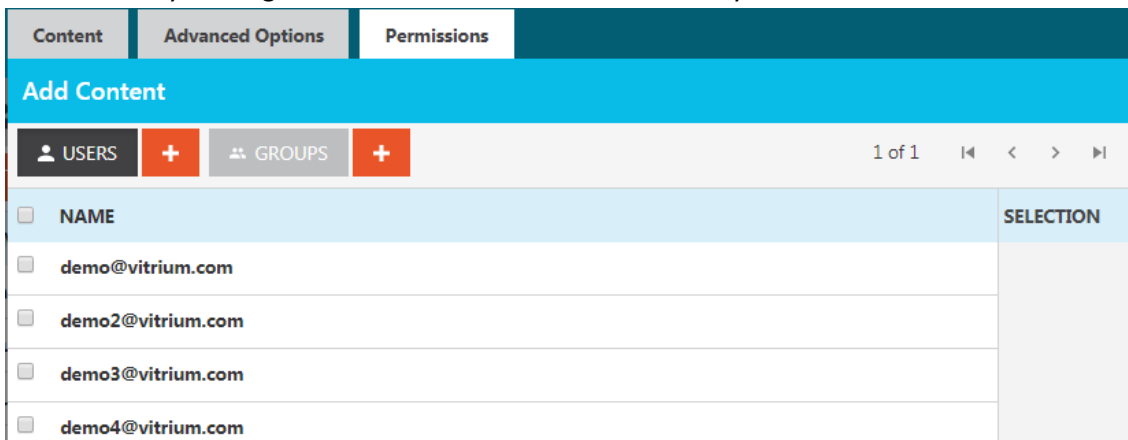 Content Advanced Options Permissions
Add Content
USERS + GROUPS + 1 of 1
NAME SELECTION
demo@vitrium.com
demo2@vitrium.com
demo3@vitrium.com
demo4@vitrium.com